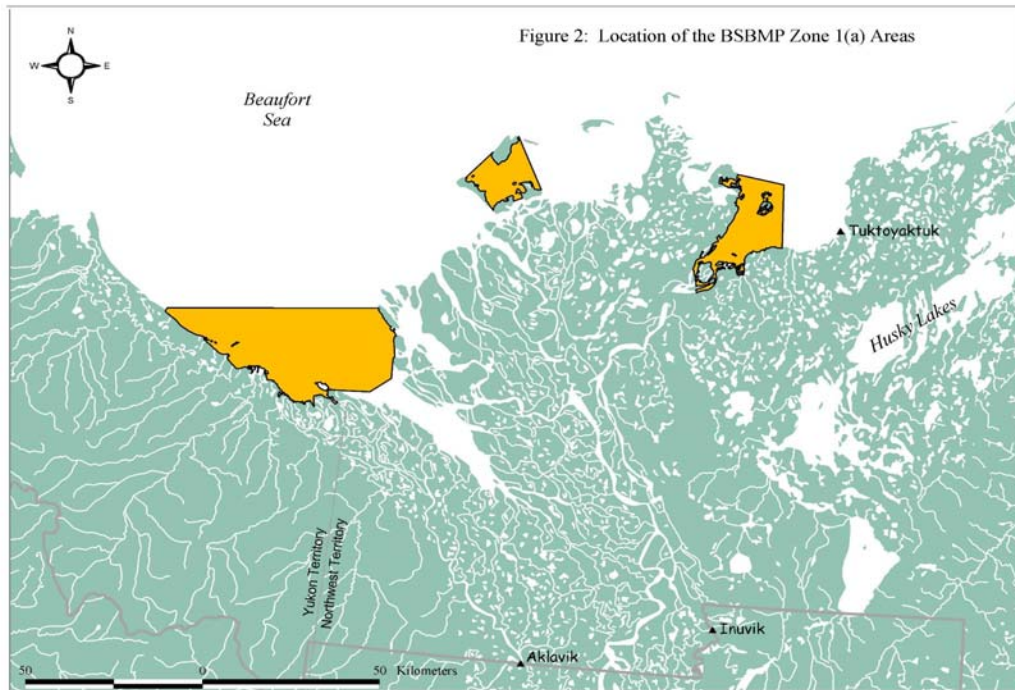 Figure 2: Location of the BSBMP Zone 1(a) Areas
N
W E
S
Beaufort
Sea
Tuktoyaktuk
Husky Lakes
Yukon Territory
Northwest Territory
Inuvik
Aklavik
50 0 50 Kilometers